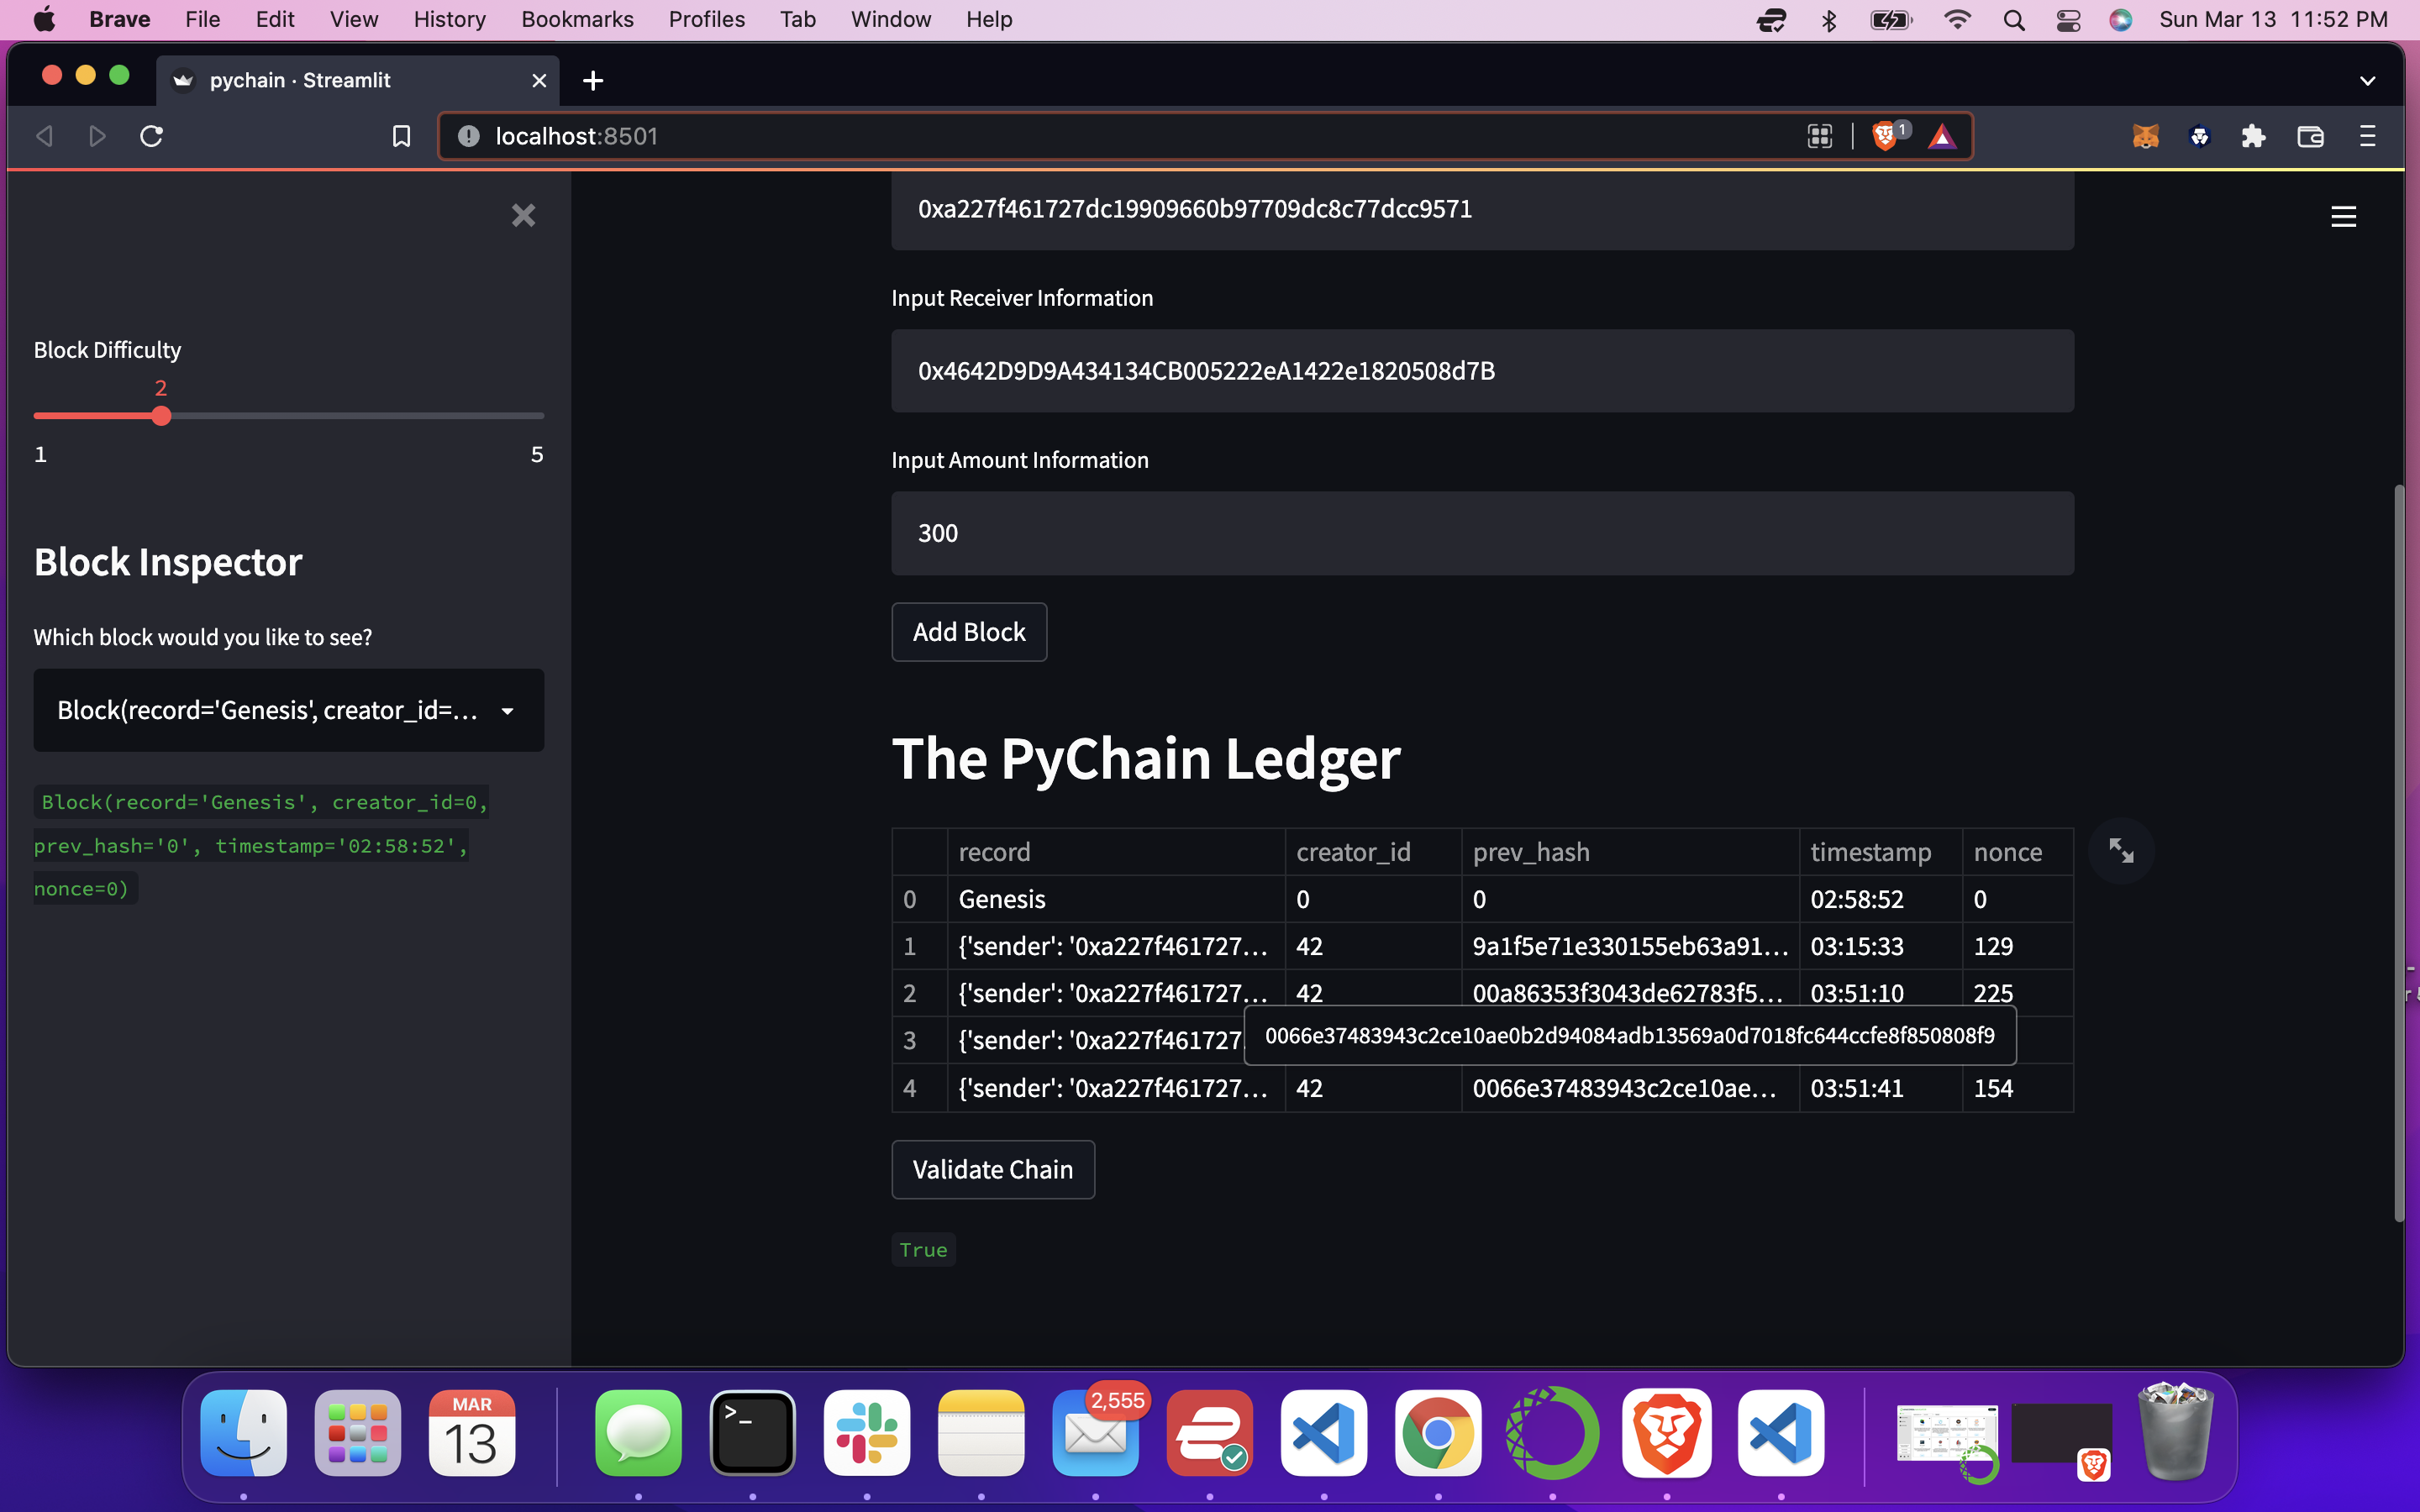 Brave File Edit View History Bookmarks Profiles Tab Window Help Sun Mar 13 11:52 PM
pychain · Streamlit
localhost:8501 1
0xa227f461727dc19909660b97709dc8c77dcc9571
Input Receiver Information
0x4642D9D9A434134CB005222eA1422e1820508d7B
Input Amount Information
300
Add Block
Block Difficulty
2
1 5
Block Inspector
Which block would you like to see?
Block(record='Genesis', creator_id=...
Block(record='Genesis', creator_id=0,
prev_hash='0', timestamp='02:58:52',
nonce=0)
The PyChain Ledger
record creator_id prev_hash timestamp nonce
0 Genesis 0 0 02:58:52 0
1 {'sender': '0xa227f461727... 42 9a1f5e71e330155eb63a91... 03:15:33 129
2 {'sender': '0xa227f461727... 42 00a86353f3043de62783f5... 03:51:10 225
3 {'sender': '0xa227f461727
0066e37483943c2ce10ae0b2d94084adb13569a0d7018fc644ccfe8f850808f9
4 {'sender': '0xa227f461727... 42 0066e37483943c2ce10ae... 03:51:41 154
Validate Chain
True
MAR
13
>_
2,555